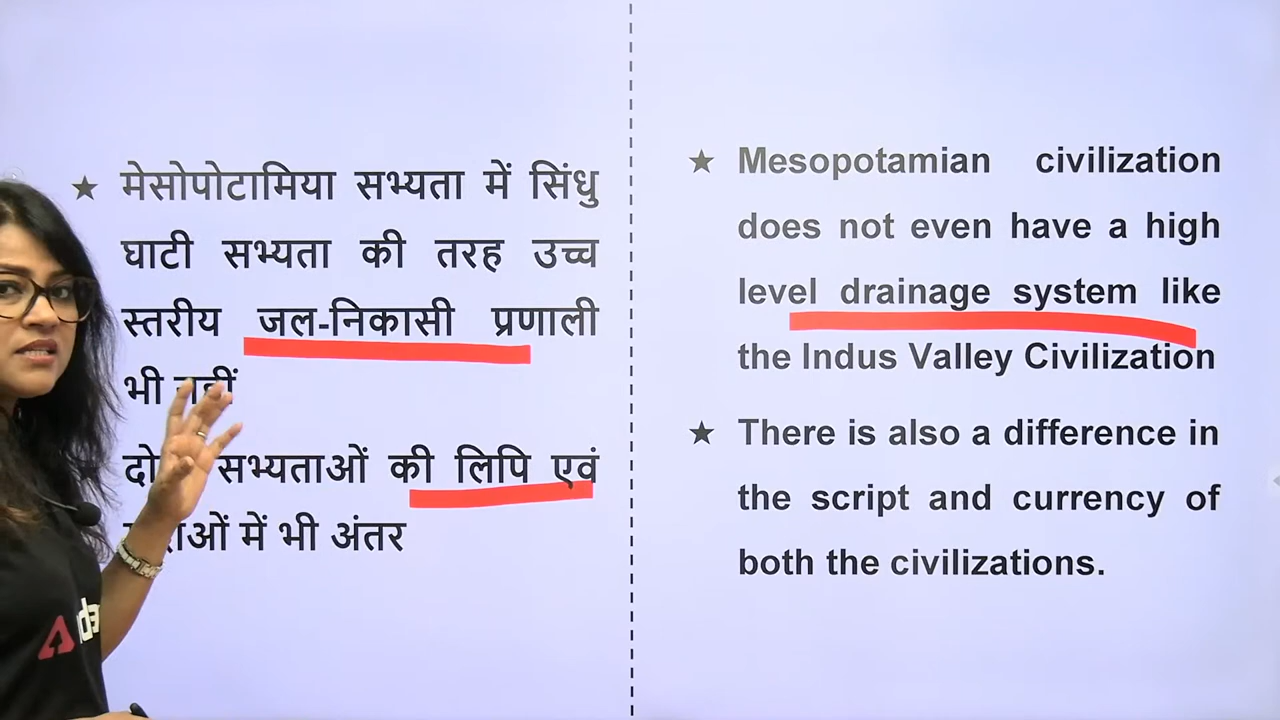 मेसोपोटामिया सभ्यता में सिंधु
घाटी सभ्यता की तरह उच्च
स्तरीय जल-निकासी प्रणाली
भी नहीं
सभ्यताओं की लिपि एवं
में भी अंतर
Mesopotamian civilization
does not even have a high
level drainage system like
the Indus Valley Civilization
There is also a difference in
the script and currency of
both the civilizations.